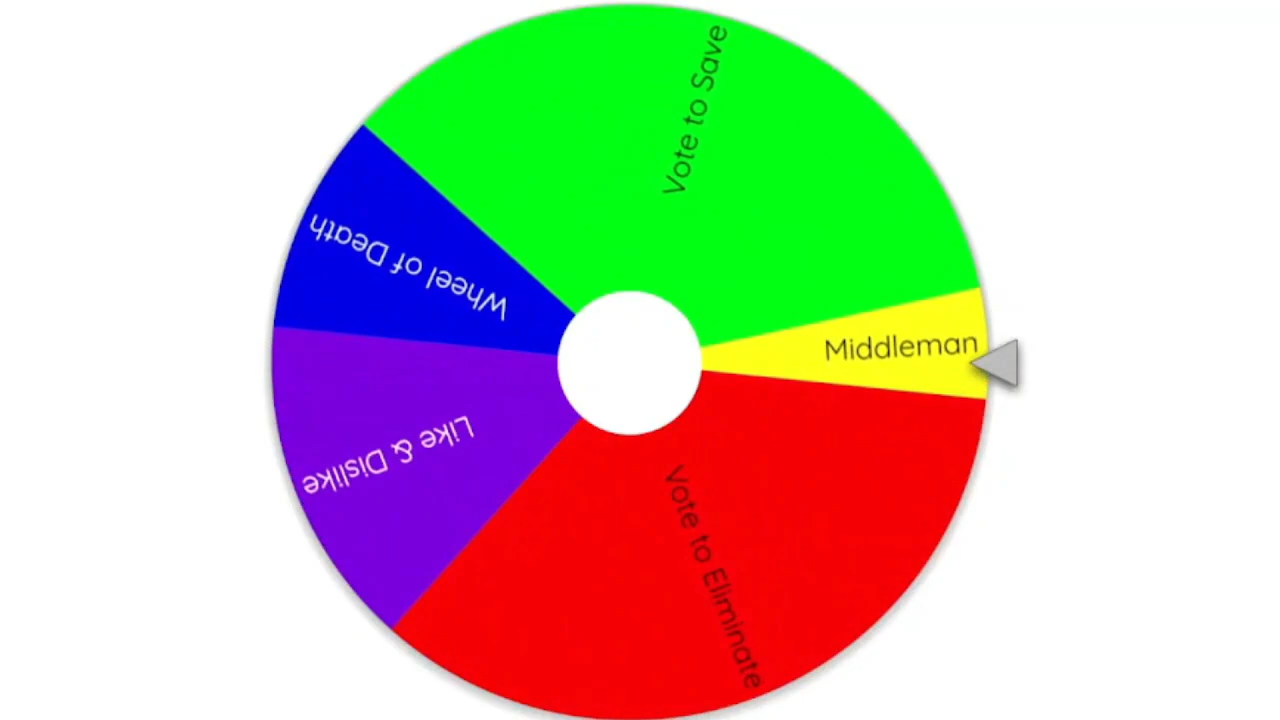 Vote to Save
Wheel of Death
Middleman
Like & Dislike
Vote to Eliminate